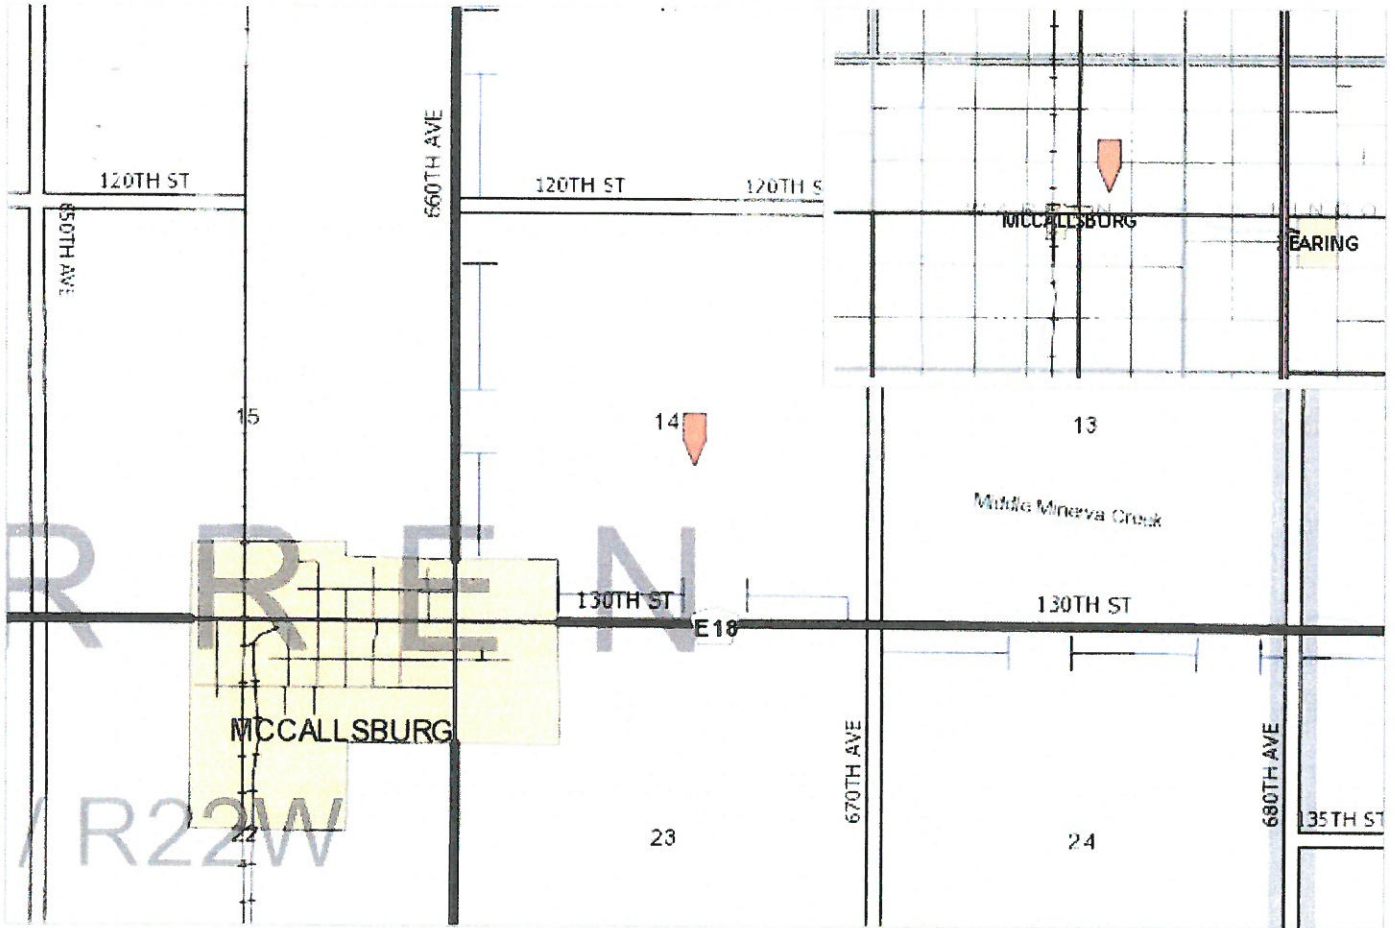 120TH ST
650TH AVE
660TH AVE
120TH ST
120TH S
MCCALLSBURG
EARING
15
14
13
Middle Minerva Creek
R R E N
130TH ST
E18
130TH ST
MCCALLSBURG
670TH AVE
680TH AVE
135TH ST
/ R22W
22
23
24